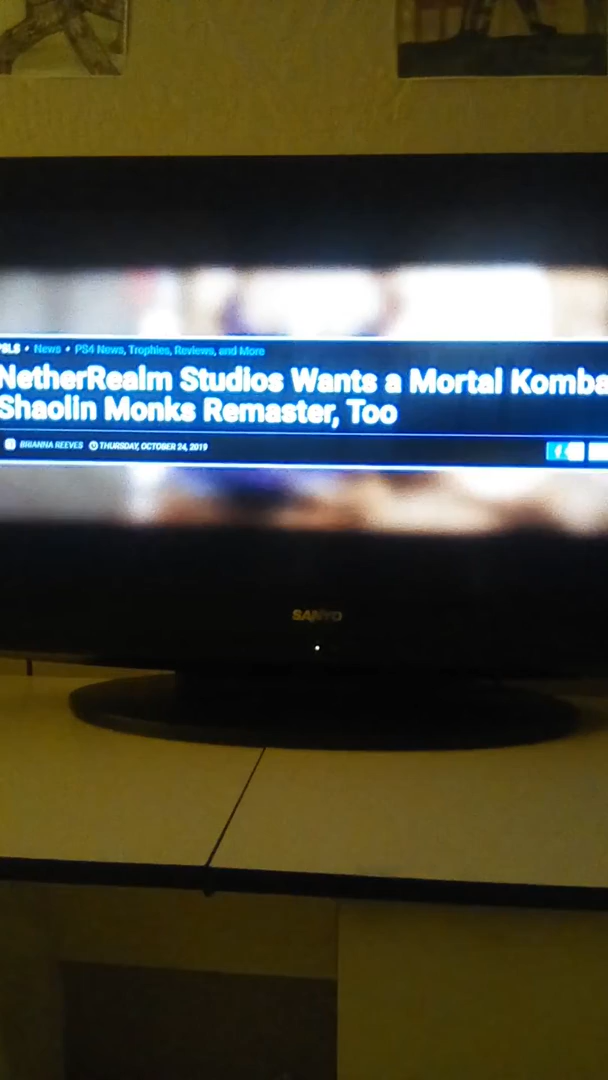 PSLS • News • PS4 News, Trophies, Reviews, and More
NetherRealm Studios Wants a Mortal Komba
Shaolin Monks Remaster, Too
BRIANNA REEVES THURSDAY, OCTOBER 24, 2019
f
SANYO